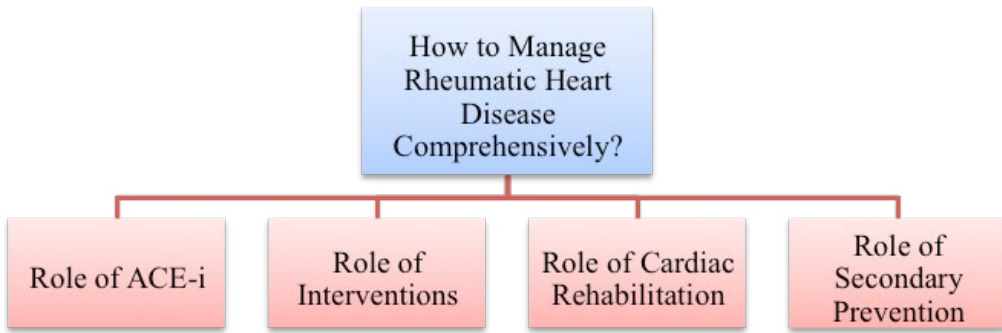 How to Manage
Rheumatic Heart
Disease
Comprehensively?
Role of ACE-i
Role of
Interventions
Role of Cardiac
Rehabilitation
Role of
Secondary
Prevention